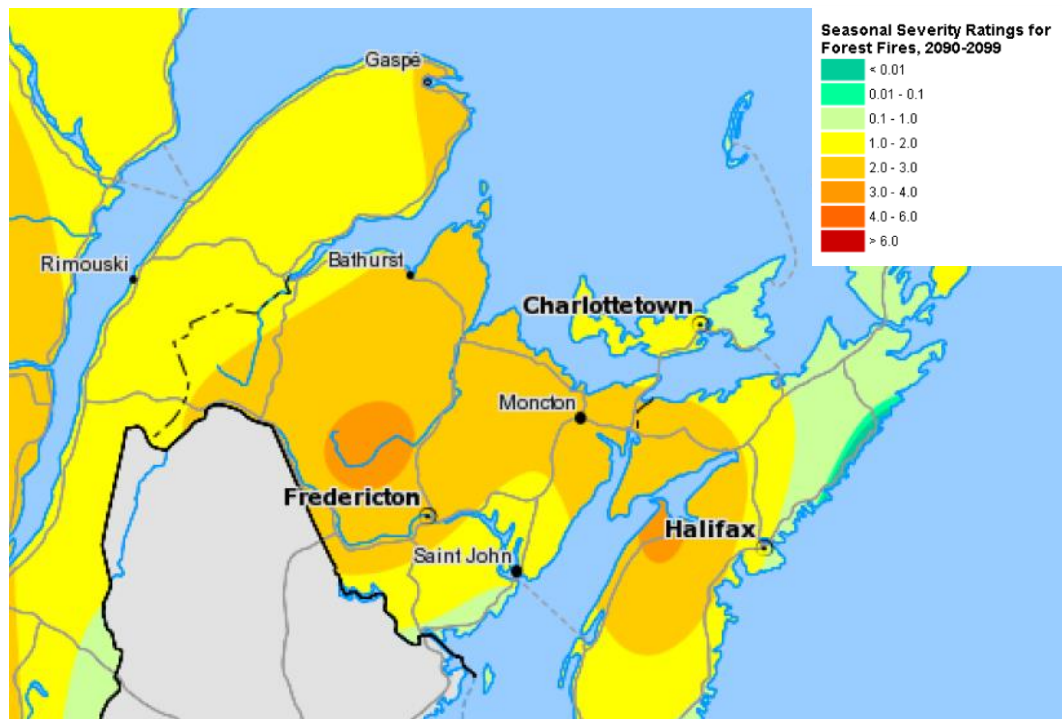 Seasonal Severity Ratings for
Forest Fires, 2090-2099
< 0.01
0.01 - 0.1
0.1 - 1.0
1.0 - 2.0
2.0 - 3.0
3.0 - 4.0
4.0 - 6.0
> 6.0
Gaspé
Rimouski
Bathurst
Charlottetown
Moncton
Fredericton
Halifax
Saint John